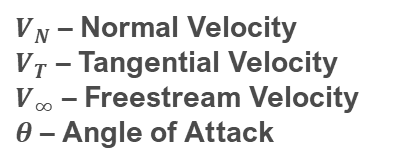 V_N – Normal Velocity
V_T – Tangential Velocity
V_∞ – Freestream Velocity
θ – Angle of Attack